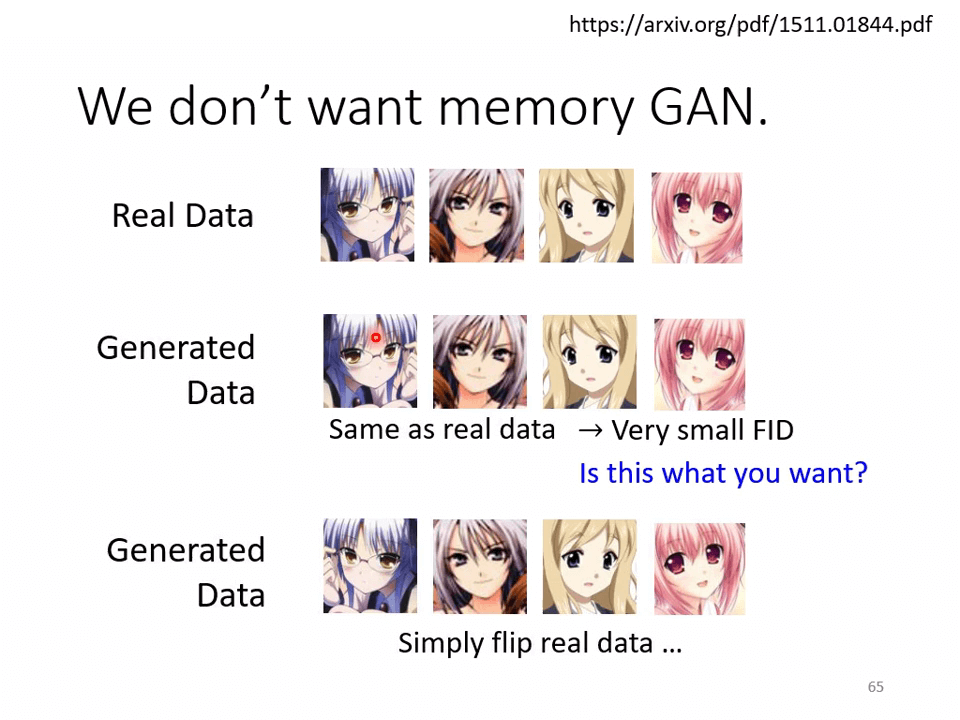 https://arxiv.org/pdf/1511.01844.pdf
We don’t want memory GAN.
Real Data
Generated
Data
Same as real data → Very small FID
Is this what you want?
Generated
Data
Simply flip real data …
65